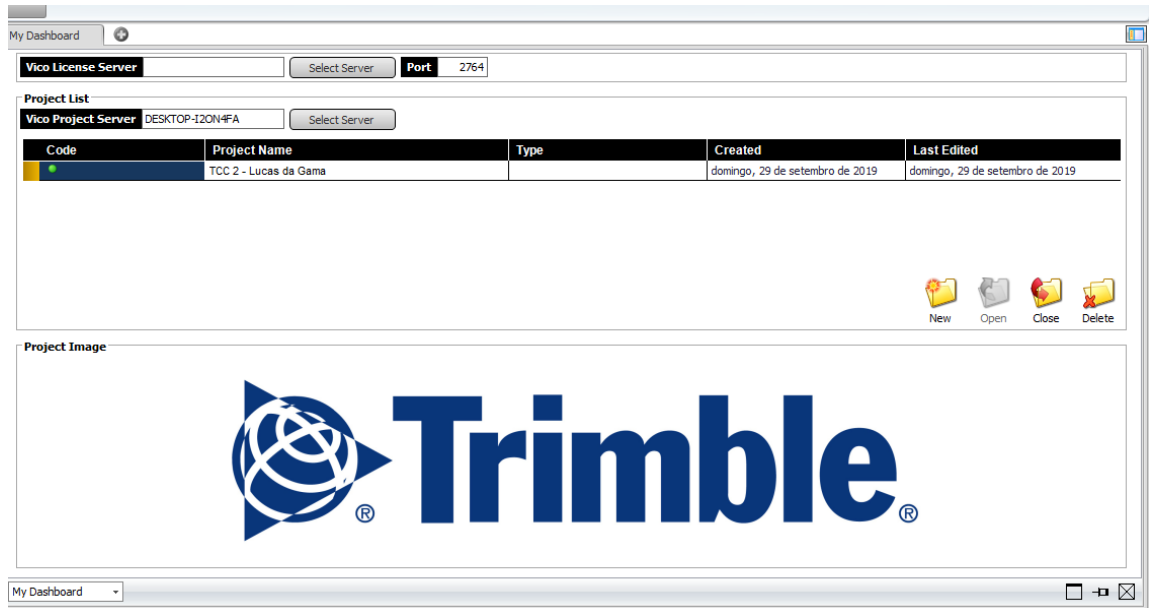 My Dashboard
Vico License Server Select Server Port 2764
Project List
Vico Project Server DESKTOP-I2ON4FA Select Server
Code Project Name Type Created Last Edited
TCC 2 - Lucas da Gama domingo, 29 de setembro de 2019 domingo, 29 de setembro de 2019
New Open Close Delete
Project Image
Trimble®
®
My Dashboard